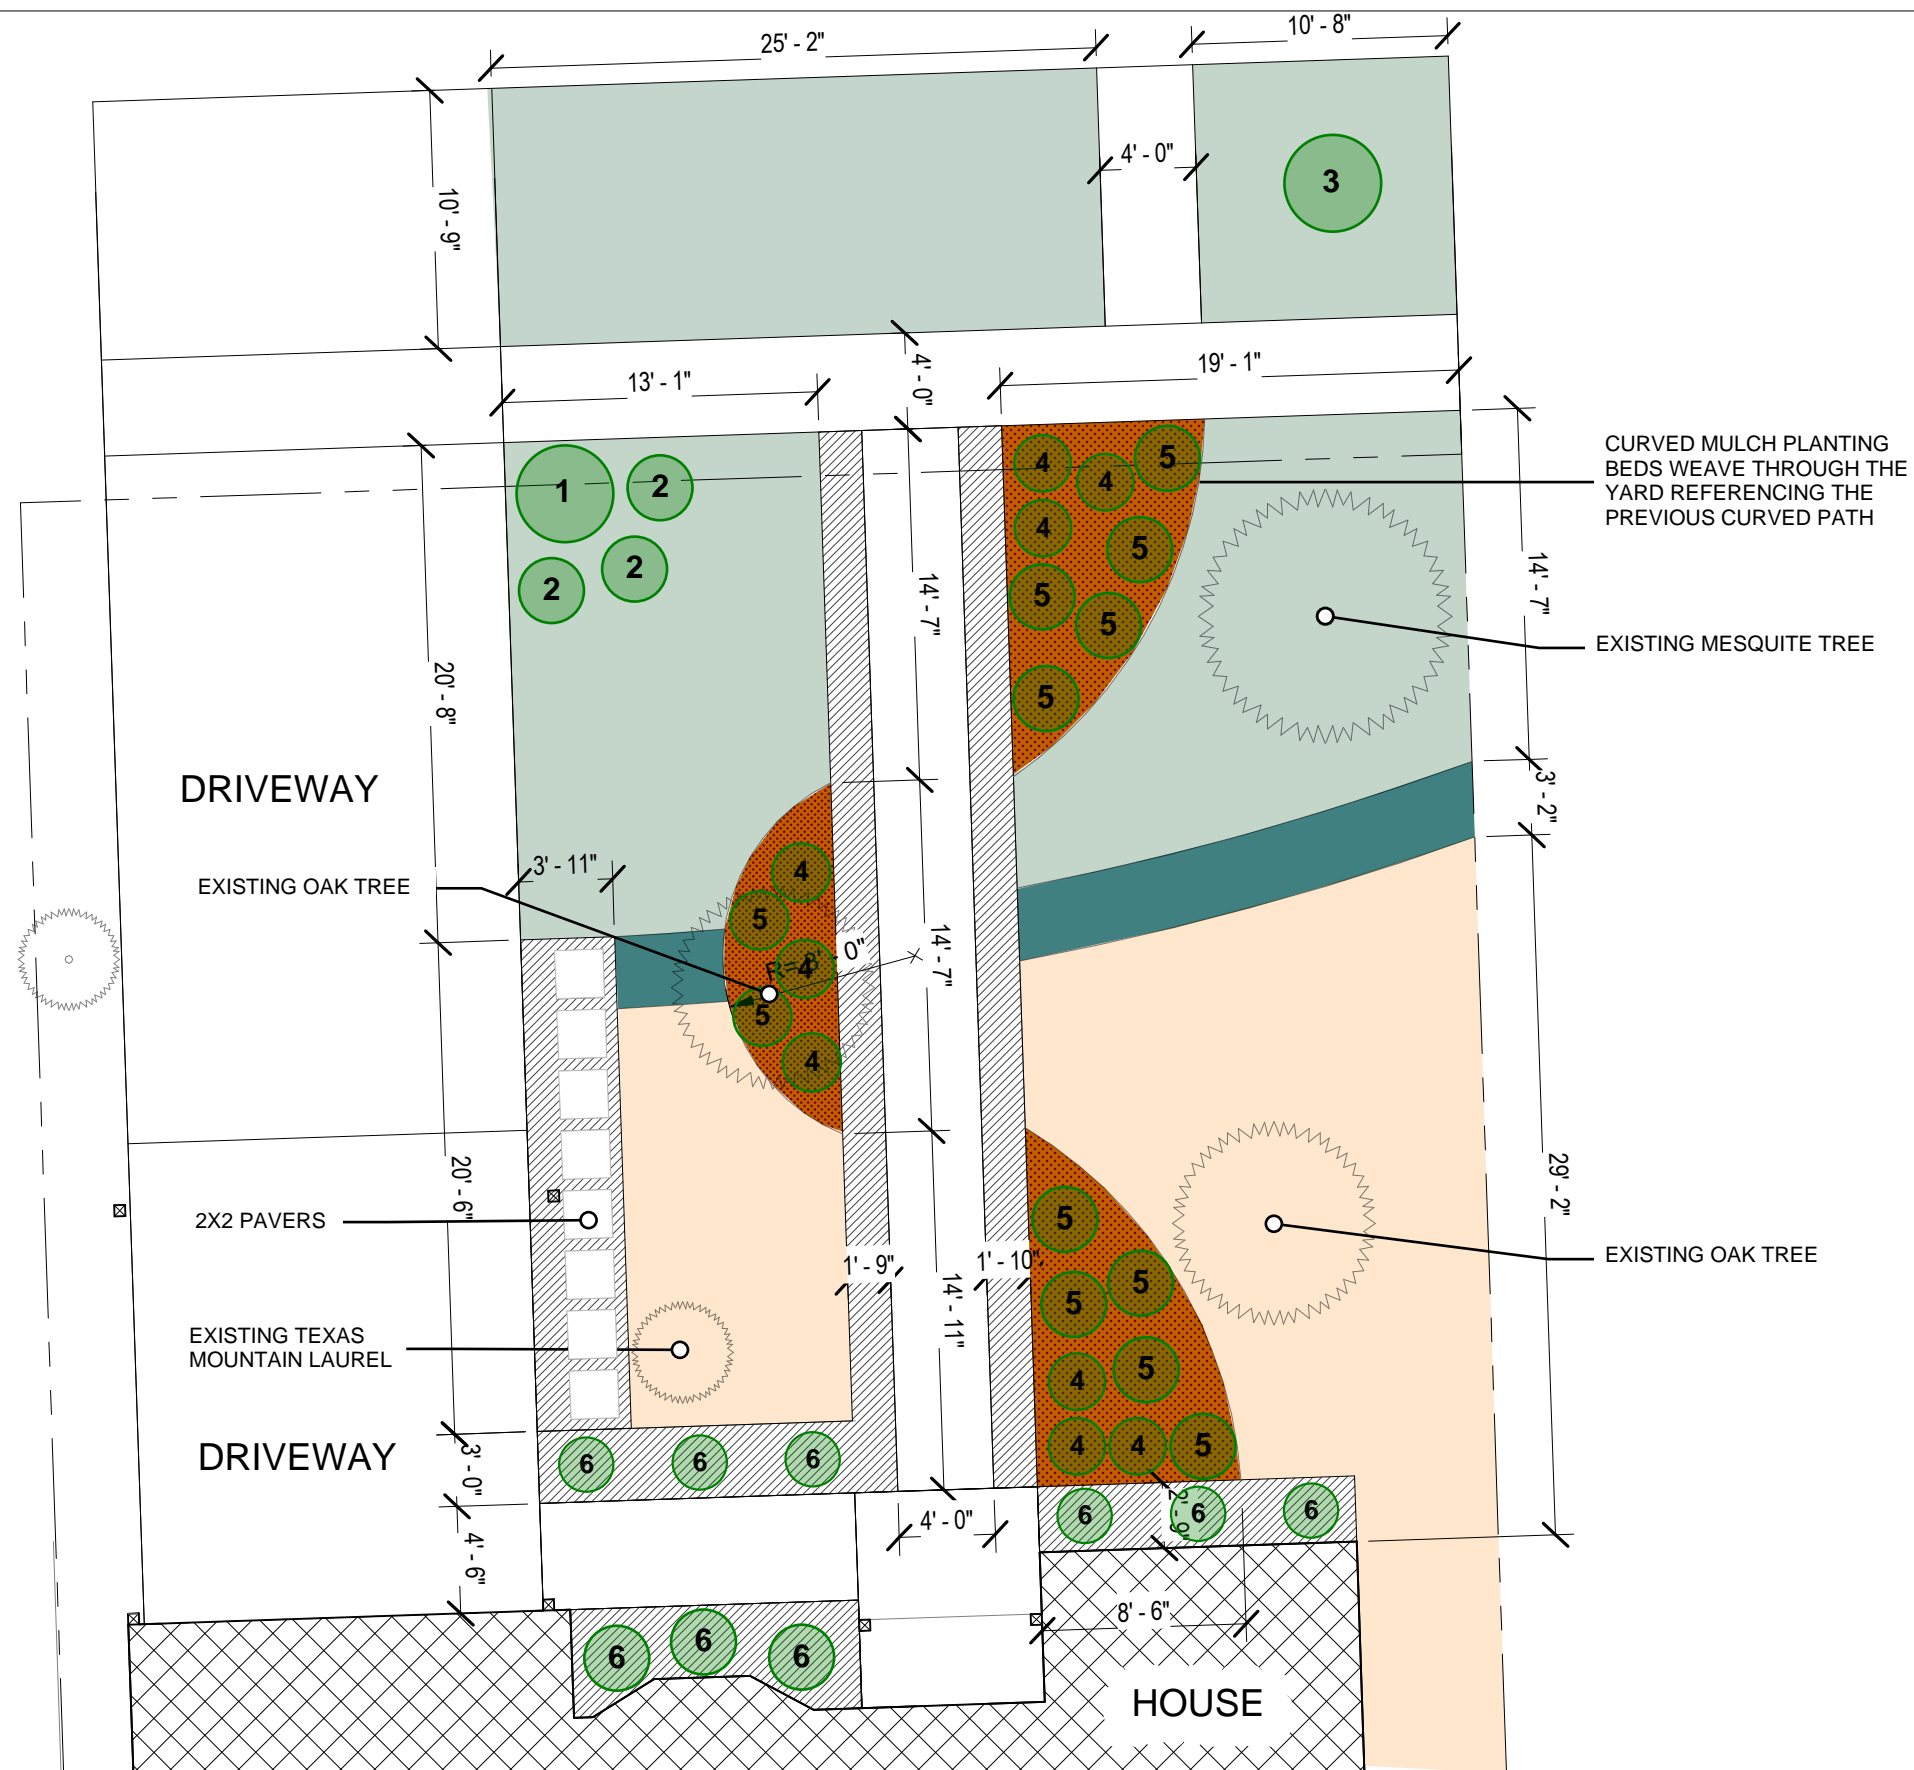 25' - 2"
10' - 8"
4' - 0"
3
10' - 9"
13' - 1"
4' - 0"
19' - 1"
CURVED MULCH PLANTING
BEDS WEAVE THROUGH THE
YARD REFERENCING THE
PREVIOUS CURVED PATH
1
2
2
2
4
4
5
4
5
5
5
5
14' - 7"
14' - 7"
EXISTING MESQUITE TREE
20' - 8"
DRIVEWAY
3' - 2"
3' - 11"
EXISTING OAK TREE
4
5
4
5
4
R = 8' - 0"
14' - 7"
20' - 6"
2X2 PAVERS
29' - 2"
5
5
5
4
5
4
4
5
1' - 9"
1' - 10"
EXISTING OAK TREE
14' - 11"
EXISTING TEXAS
MOUNTAIN LAUREL
DRIVEWAY
3' - 0"
6
6
6
6
6
6
2' - 9"
4' - 0"
4' - 6"
8' - 6"
6
6
6
HOUSE